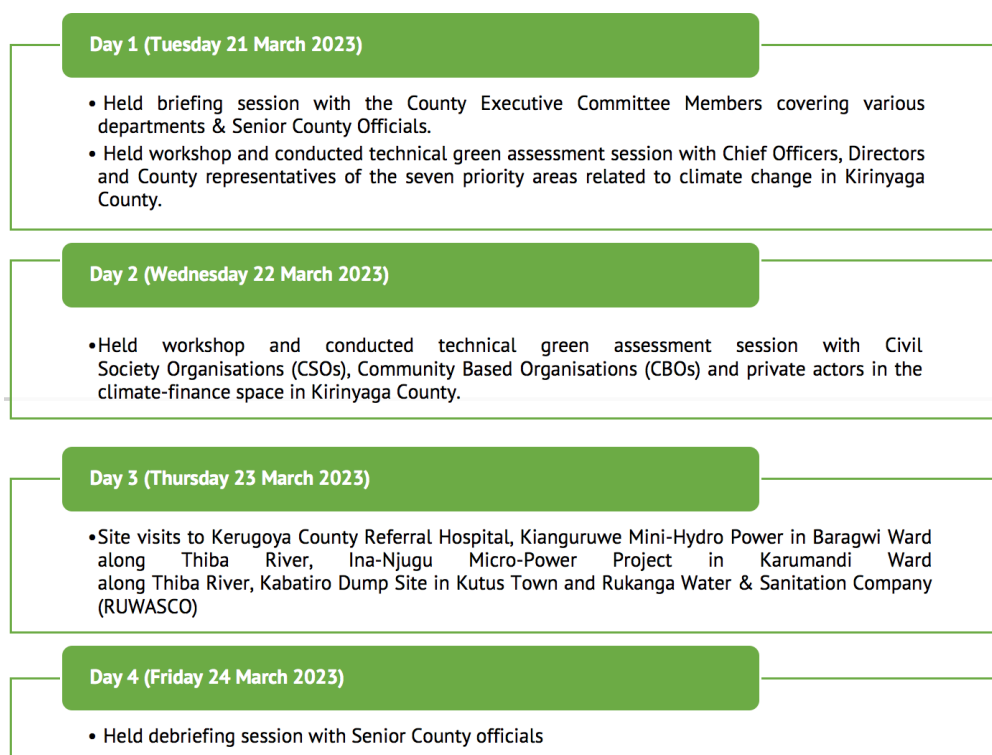 Day 1 (Tuesday 21 March 2023)
• Held briefing session with the County Executive Committee Members covering various
departments & Senior County Officials.
• Held workshop and conducted technical green assessment session with Chief Officers, Directors
and County representatives of the seven priority areas related to climate change in Kirinyaga
County.
Day 2 (Wednesday 22 March 2023)
•Held workshop and conducted technical green assessment session with Civil
Society Organisations (CSOs), Community Based Organisations (CBOs) and private actors in the
climate-finance space in Kirinyaga County.
Day 3 (Thursday 23 March 2023)
•Site visits to Kerugoya County Referral Hospital, Kianguruwe Mini-Hydro Power in Baragwi Ward
along Thiba River, Ina-Njugu Micro-Power Project in Karumandi Ward
along Thiba River, Kabatiro Dump Site in Kutus Town and Rukanga Water & Sanitation Company
(RUWASCO)
Day 4 (Friday 24 March 2023)
• Held debriefing session with Senior County officials